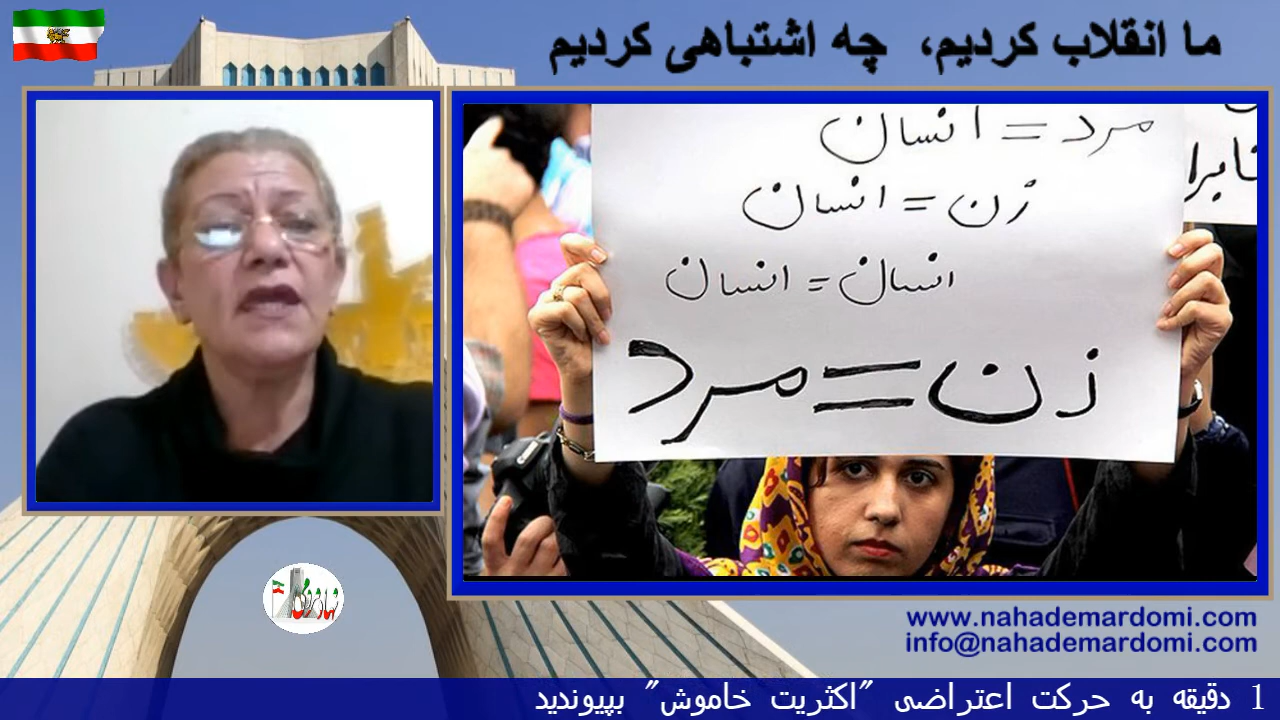 ما انقلاب کردیم، چه اشتباهی کردیم
مرد = انسان
زن = انسان
انسان = انسان
زن = مرد
www.nahademardomi.com
info@nahademardomi.com
1 دقیقه به حرکت اعتراضی "اکثریت خاموش" بپیوندید